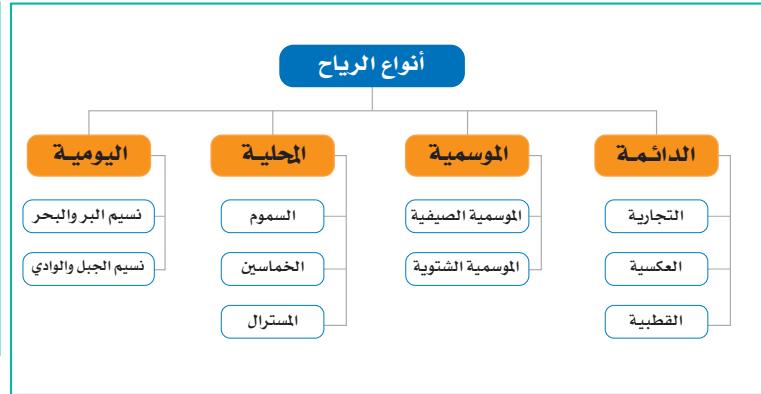 أنواع الرياح
الدائمة
الموسمية
المحلية
اليومية
التجارية
الموسمية الصيفية
السموم
نسيم البر والبحر
العكسية
الموسمية الشتوية
الخماسين
نسيم الجبل والوادي
القطبية
المسترال